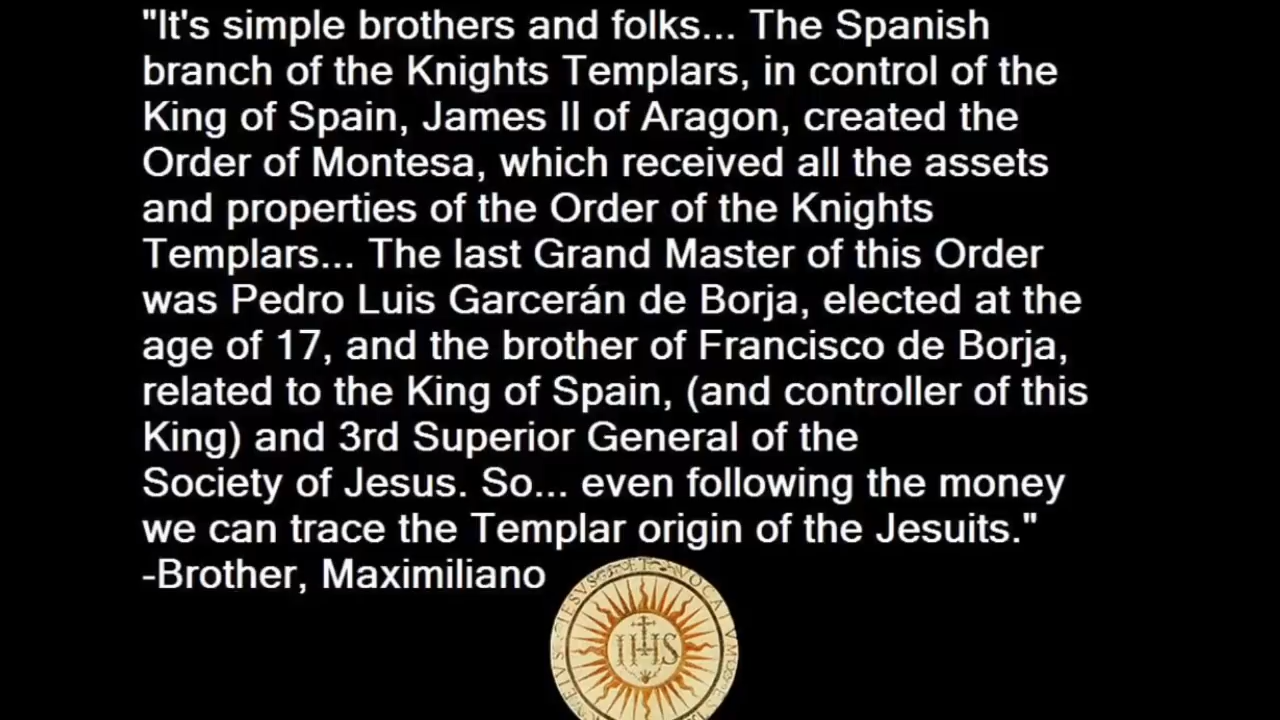 "It's simple brothers and folks... The Spanish
branch of the Knights Templars, in control of the
King of Spain, James II of Aragon, created the
Order of Montesa, which received all the assets
and properties of the Order of the Knights
Templars... The last Grand Master of this Order
was Pedro Luis Garcerán de Borja, elected at the
age of 17, and the brother of Francisco de Borja,
related to the King of Spain, (and controller of this
King) and 3rd Superior General of the
Society of Jesus. So... even following the money
we can trace the Templar origin of the Jesuits."
-Brother, Maximiliano
IHS